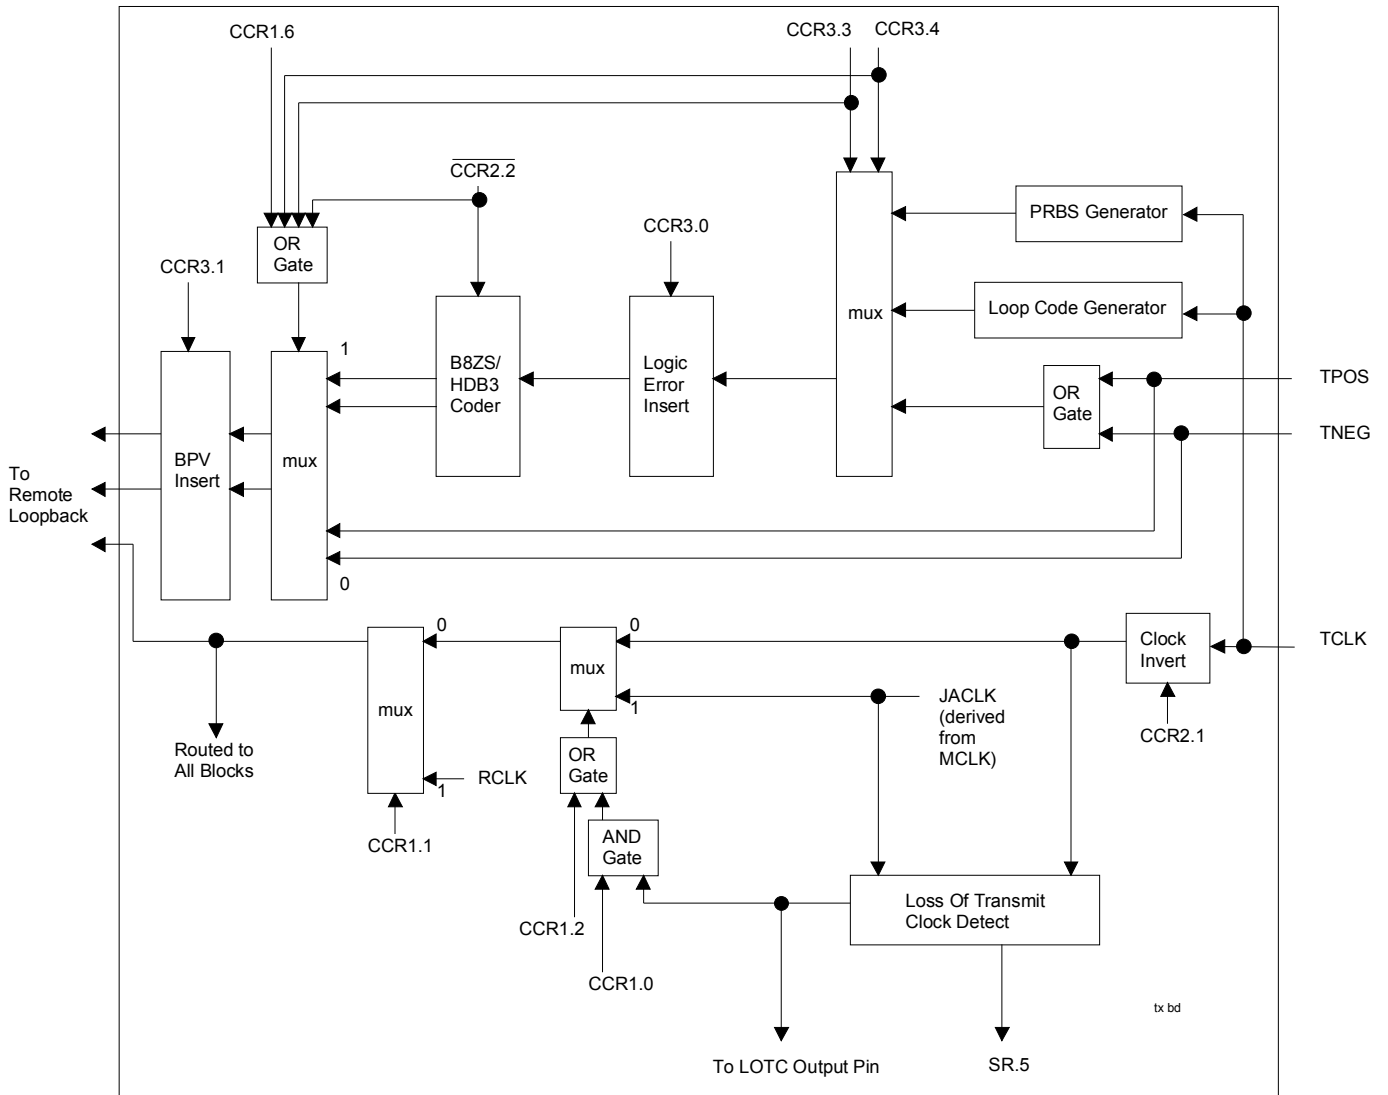 CCR1.6
CCR3.3
CCR3.4
CCR2.2
CCR3.0
CCR3.1
OR
Gate
PRBS Generator
Loop Code Generator
mux
1
B8ZS/
HDB3
Coder
Logic
Error
Insert
OR
Gate
TPOS
TNEG
BPV
Insert
mux
To
Remote
Loopback
0
0
0
Clock
Invert
TCLK
mux
mux
1
JACLK
(derived
from
MCLK)
CCR2.1
Routed to
All Blocks
OR
Gate
RCLK
1
CCR1.1
AND
Gate
Loss Of Transmit
Clock Detect
CCR1.2
CCR1.0
tx bd
To LOTC Output Pin
SR.5